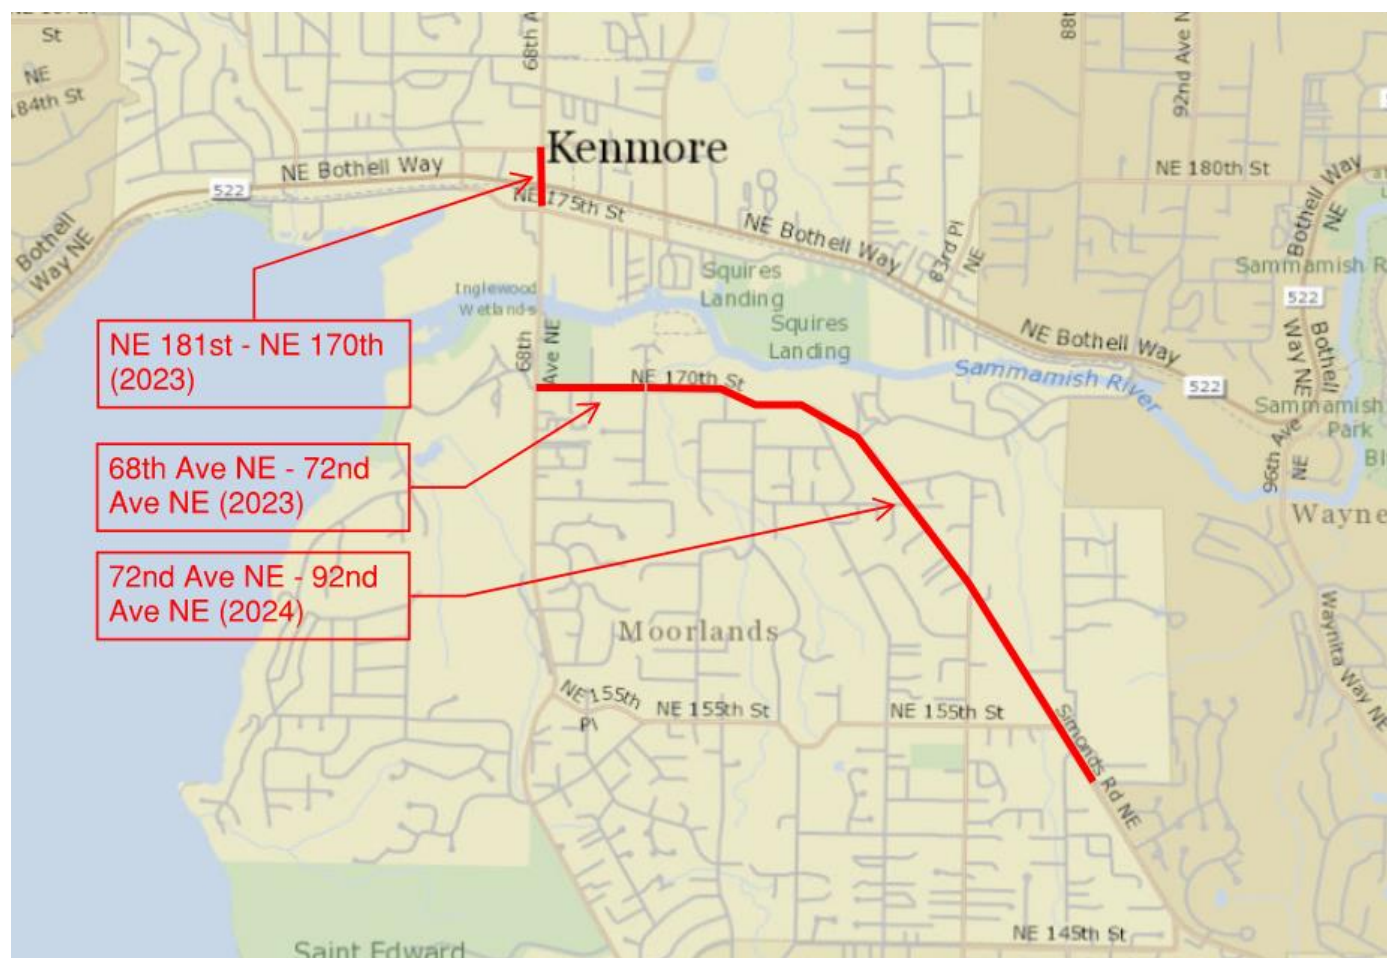 St
NE
184th St
68th A
88t
92nd Ave N
Kenmore
NE Bothell Way
522
NE 175th St
NE Bothell Way
83rd Pl
NE
NE 180th St
Bothell Way
NE
Bothell
Way NE
Squires
Landing
Squires
Landing
Inglewood
Wetlands
Sammamish R
522
Bothell
Way NE
NE 181st - NE 170th
(2023)
68th
Ave NE
NE 170th St
NE Bothell Way
Sammamish River
522
Sammamish
Park
96th Ave
NE
Bl
68th Ave NE - 72nd
Ave NE (2023)
Wayne
72nd Ave NE - 92nd
Ave NE (2024)
Moorlands
Waynita Way NE
NE 155th
Pl
NE 155th St
NE 155th St
Simonds Rd NE
NE 145th St
Saint Edward